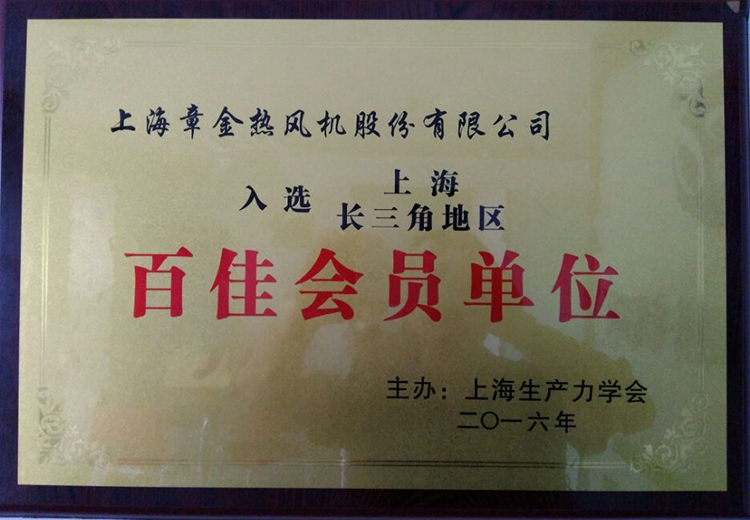 上海章金热风机股份有限公司
入选 上海
长三角地区
百佳会员单位
主办：上海生产力学会
二〇一六年